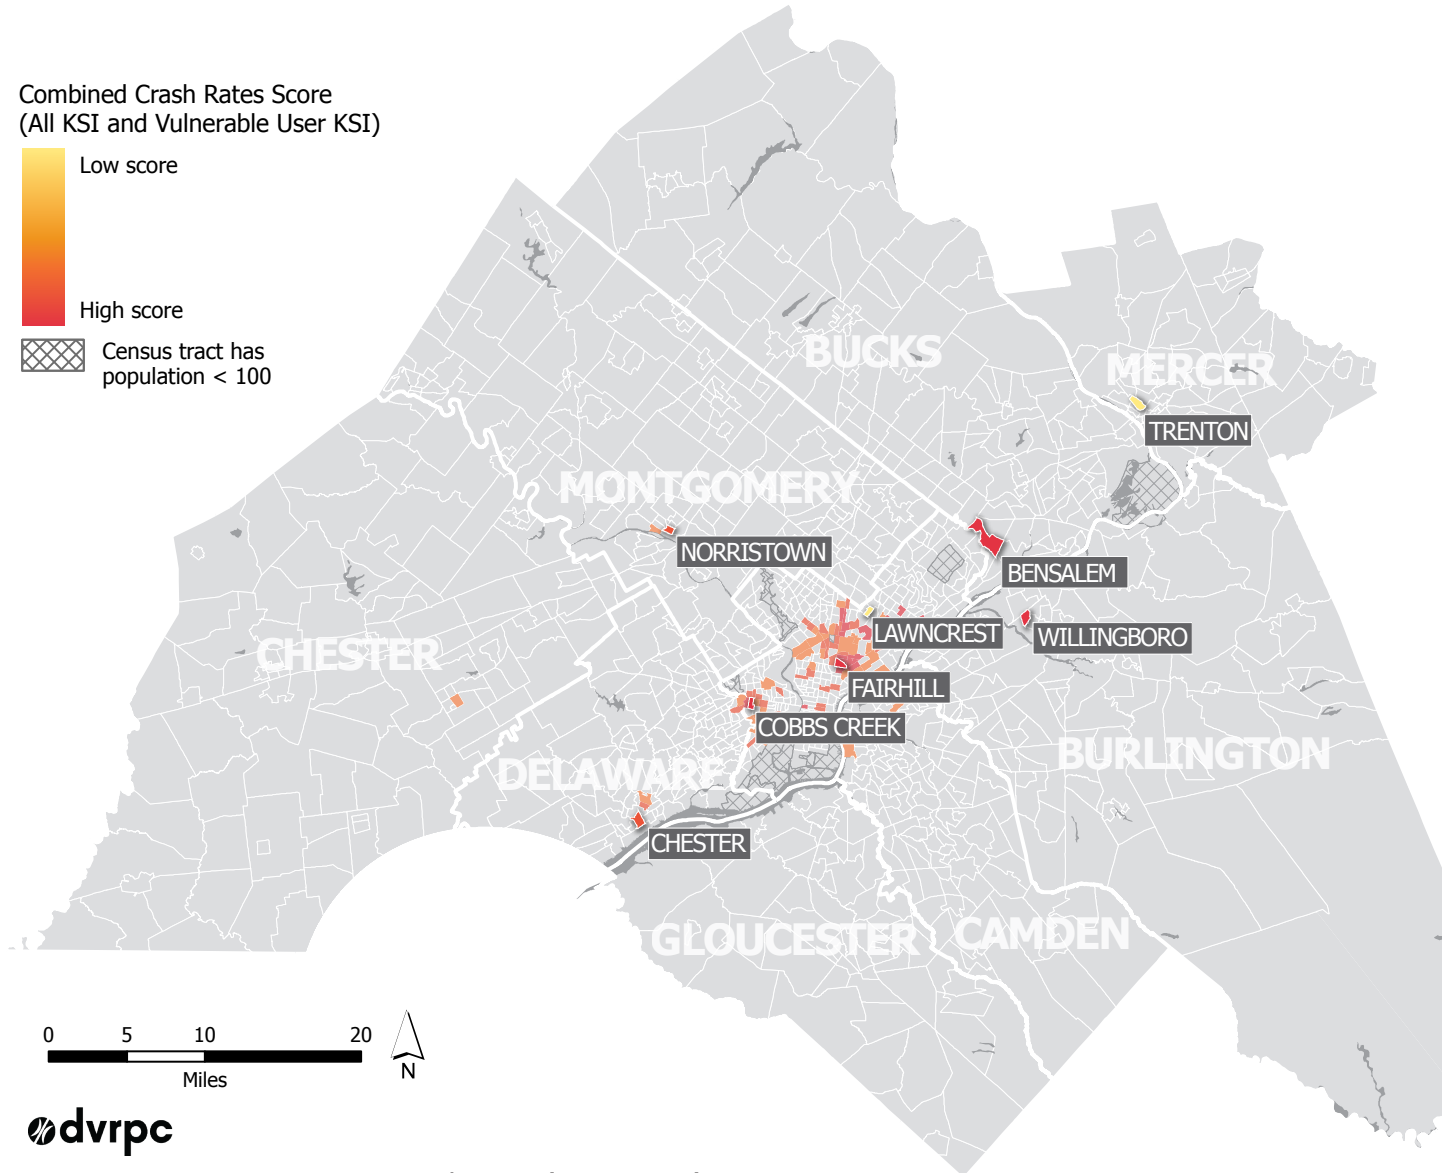 Combined Crash Rates Score
(All KSI and Vulnerable User KSI)
Low score
High score
Census tract has
population < 100
BUCKS
MERCER
TRENTON
MONTGOMERY
NORRISTOWN
BENSALEM
LAWNCREST
WILLINGBORO
CHESTER
FAIRHILL
COBBS CREEK
BURLINGTON
DELAWARE
CHESTER
GLOUCESTER
CAMDEN
0 5 10 20
Miles
N
dvrpc